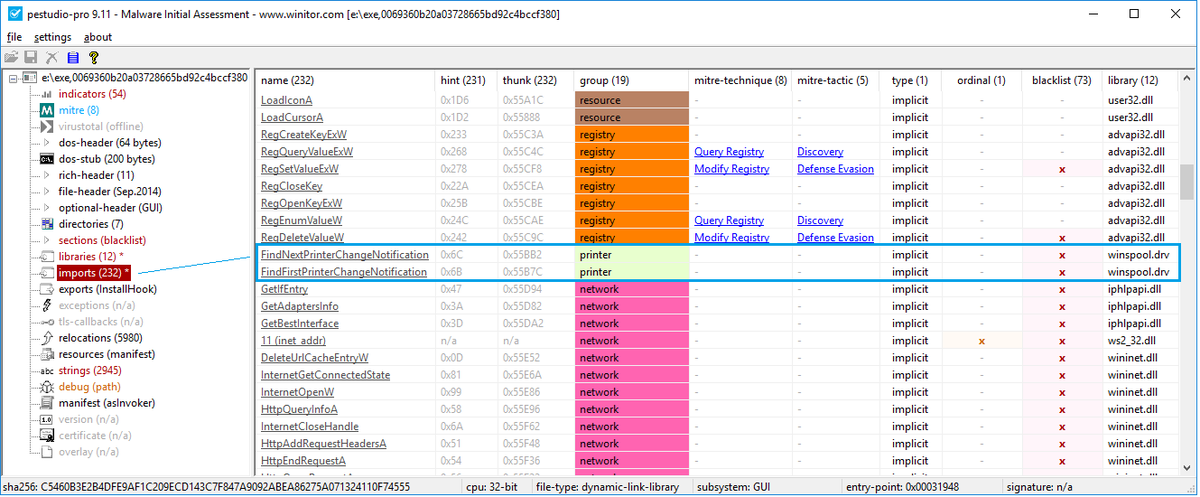 pestudio-pro 9.11 - Malware Initial Assessment - www.winitor.com [e:\exe,0069360b20a03728665bd92c4bccf380]
file settings about
e:\exe,0069360b20a03728665bd92c4bccf380
indicators (54)
mitre (8)
virustotal (offline)
dos-header (64 bytes)
dos-stub (200 bytes)
rich-header (11)
file-header (Sep.2014)
optional-header (GUI)
directories (7)
sections (blacklist)
libraries (12) *
imports (232) *
exports (InstallHook)
exceptions (n/a)
tls-callbacks (n/a)
relocations (5980)
resources (manifest)
abc strings (2945)
debug (path)
manifest (asInvoker)
1.0 version (n/a)
certificate (n/a)
overlay (n/a)
name (232) hint (231) thunk (232) group (19) mitre-technique (8) mitre-tactic (5) type (1) ordinal (1) blacklist (73) library (12)
LoadIconA 0x1D6 0x55A1C resource - - implicit - - user32.dll
LoadCursorA 0x1D2 0x55888 resource - - implicit - - user32.dll
RegCreateKeyExW 0x233 0x55C3A registry - - implicit - - advapi32.dll
RegQueryValueExW 0x268 0x55C4C registry Query Registry Discovery implicit - - advapi32.dll
RegSetValueExW 0x278 0x55CF8 registry Modify Registry Defense Evasion implicit - x advapi32.dll
RegCloseKey 0x22A 0x55CEA registry - - implicit - - advapi32.dll
RegOpenKeyExW 0x25B 0x55CBE registry - - implicit - - advapi32.dll
RegEnumValueW 0x24C 0x55CAE registry Query Registry Discovery implicit - - advapi32.dll
RegDeleteValueW 0x242 0x55C9C registry Modify Registry Defense Evasion implicit - x advapi32.dll
FindNextPrinterChangeNotification 0x6C 0x55BB2 printer - - implicit - x winspool.drv
FindFirstPrinterChangeNotification 0x6B 0x55B7C printer - - implicit - x winspool.drv
GetIfEntry 0x47 0x55D94 network - - implicit - x iphlpapi.dll
GetAdaptersInfo 0x3A 0x55D82 network - - implicit - x iphlpapi.dll
GetBestInterface 0x3D 0x55DA2 network - - implicit - x iphlpapi.dll
11 (inet_addr) n/a n/a network - - implicit x x ws2_32.dll
DeleteUrlCacheEntryW 0x0D 0x55E52 network - - implicit - x wininet.dll
InternetGetConnectedState 0x81 0x55E6A network - - implicit - x wininet.dll
InternetOpenW 0x99 0x55E86 network - - implicit - x wininet.dll
HttpQueryInfoA 0x58 0x55E96 network - - implicit - x wininet.dll
InternetCloseHandle 0x6A 0x55F62 network - - implicit - x wininet.dll
HttpAddRequestHeadersA 0x51 0x55F48 network - - implicit - x wininet.dll
HttpEndRequestA 0x54 0x55F36 network - - implicit - x wininet.dll
sha256: C5460B3E2B4DFE9AF1C209ECD143C7F847A9092ABEA86275A071324110F74555 cpu: 32-bit file-type: dynamic-link-library subsystem: GUI entry-point: 0x00031948 signature: n/a